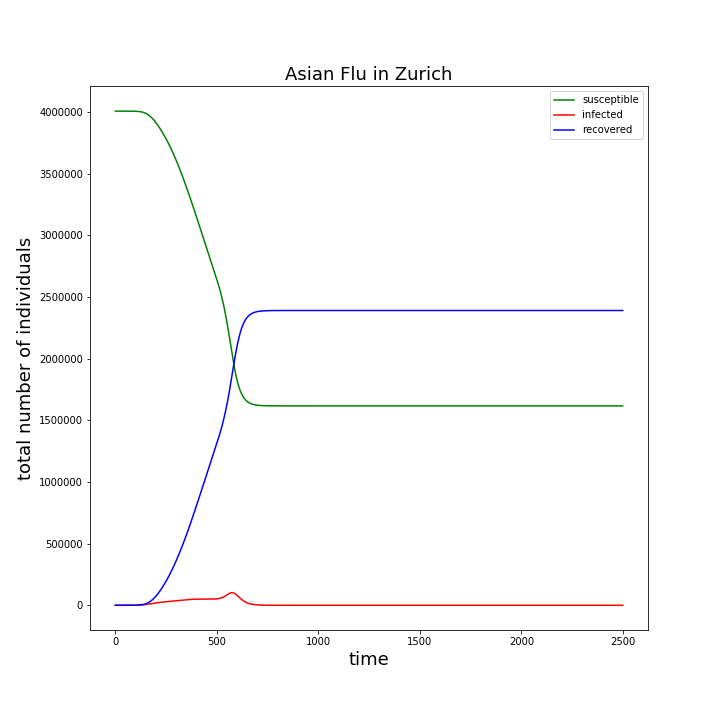 Asian Flu in Zurich
susceptible
infected
recovered
total number of individuals
4000000
3500000
3000000
2500000
2000000
1500000
1000000
500000
0
0 500 1000 1500 2000 2500
time